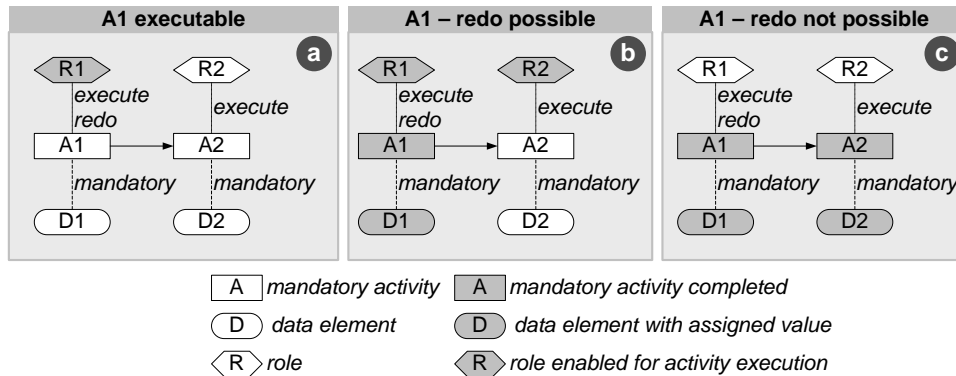 A1 executable
a
R1
R2
execute
redo
execute
A1
A2
mandatory
mandatory
D1
D2
A1 – redo possible
b
R1
R2
execute
redo
execute
A1
A2
mandatory
mandatory
D1
D2
A1 – redo not possible
c
R1
R2
execute
redo
execute
A1
A2
mandatory
mandatory
D1
D2
A mandatory activity
A mandatory activity completed
D data element
D data element with assigned value
R role
R role enabled for activity execution